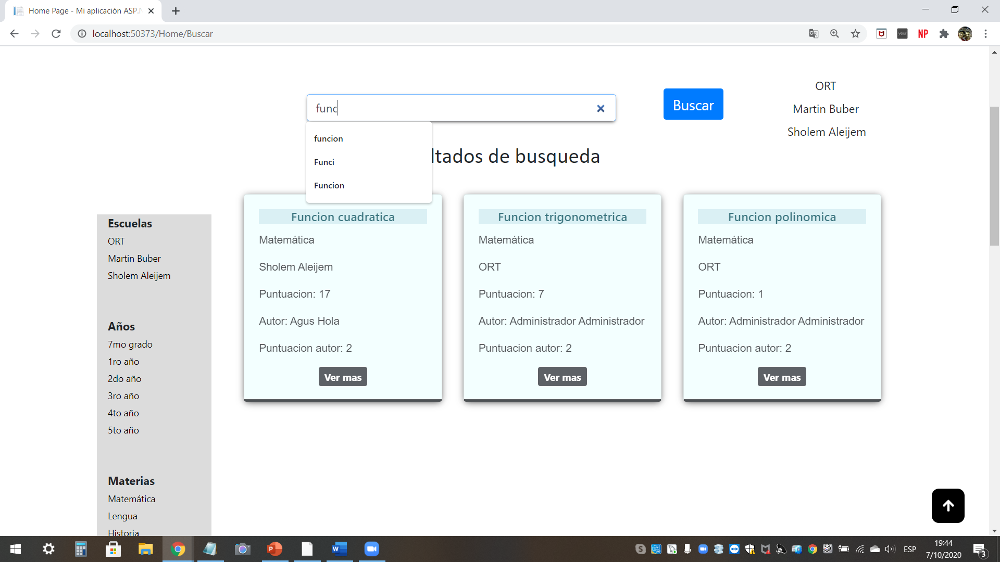 Home Page - Mi aplicación ASP.N
localhost:50373/Home/Buscar
your
NP
ORT
Martin Buber
Sholem Aleijem
func
Buscar
funcion
Funci
Funcion
ltados de busqueda
Escuelas
ORT
Martin Buber
Sholem Aleijem
Años
7mo grado
1ro año
2do año
3ro año
4to año
5to año
Materias
Matemática
Lengua
Historia
Funcion cuadratica
Matemática
Sholem Aleijem
Puntuacion: 17
Autor: Agus Hola
Puntuacion autor: 2
Ver mas
Funcion trigonometrica
Matemática
ORT
Puntuacion: 7
Autor: Administrador Administrador
Puntuacion autor: 2
Ver mas
Funcion polinomica
Matemática
ORT
Puntuacion: 1
Autor: Administrador Administrador
Puntuacion autor: 2
Ver mas
ESP
19:44
7/10/2020
3